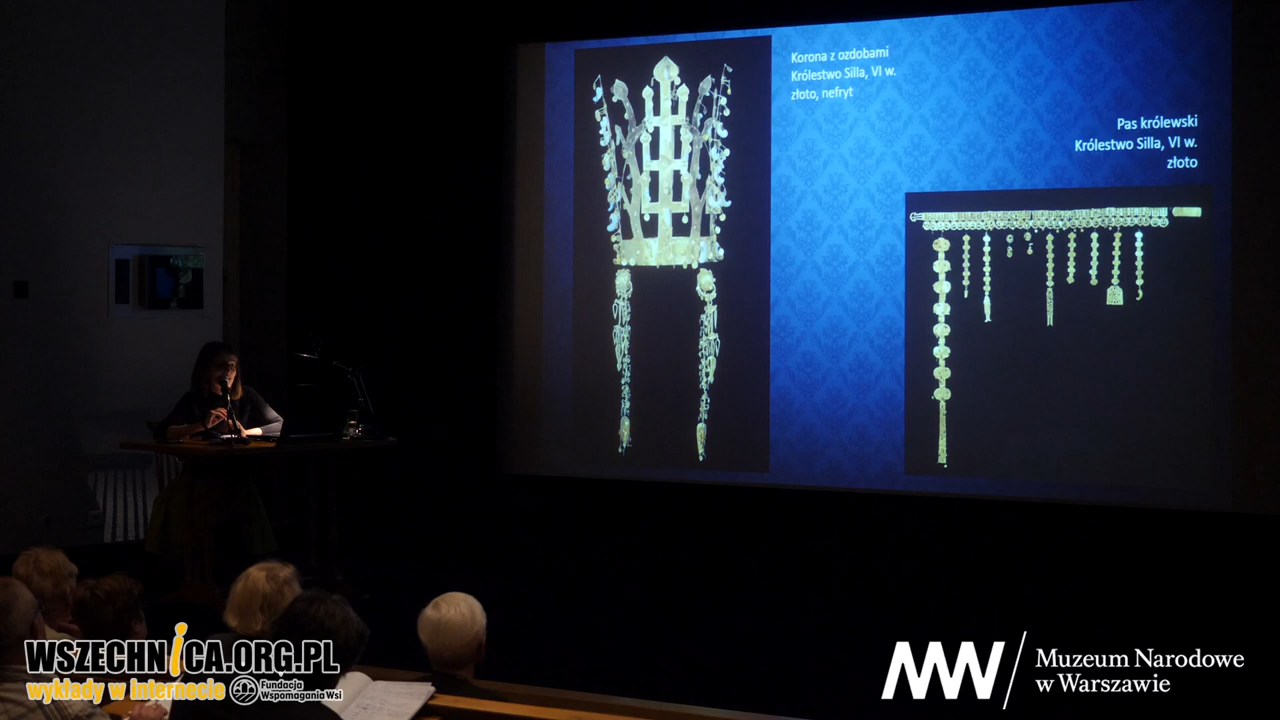 Korona z ozdobami
Królestwo Silla, VI w.
złoto, nefryt
Pas królewski
Królestwo Silla, VI w.
złoto
WSZECHNICA.ORG.PL
wykłady w internecie
Fundacja
Wspomagania Wsi
Muzeum Narodowe
w Warszawie